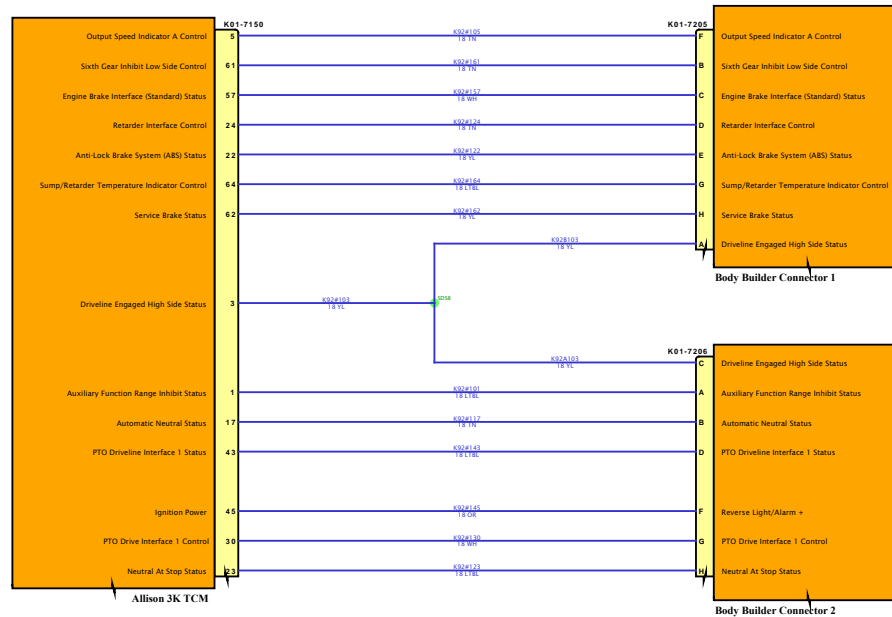 K01-7150
K01-7205
Output Speed Indicator A Control 5 K92#105 F Output Speed Indicator A Control
18 TN
Sixth Gear Inhibit Low Side Control 61 K92#161 B Sixth Gear Inhibit Low Side Control
18 TN
Engine Brake Interface (Standard) Status 57 K92#157 C Engine Brake Interface (Standard) Status
18 WH
Retarder Interface Control 24 K92#124 D Retarder Interface Control
18 TN
Anti-Lock Brake System (ABS) Status 22 K92#122 E Anti-Lock Brake System (ABS) Status
18 YL
Sump/Retarder Temperature Indicator Control 64 K92#164 G Sump/Retarder Temperature Indicator Control
18 LTBL
Service Brake Status 62 K92#162 H Service Brake Status
18 YL
K92B103 A Driveline Engaged High Side Status
18 YL
Body Builder Connector 1
Driveline Engaged High Side Status 3 K92#103
18 YL
K01-7206
K92A103 C Driveline Engaged High Side Status
18 YL
Auxiliary Function Range Inhibit Status 1 K92#101 A Auxiliary Function Range Inhibit Status
18 LTBL
Automatic Neutral Status 17 K92#117 B Automatic Neutral Status
18 TN
PTO Driveline Interface 1 Status 43 K92#143 D PTO Driveline Interface 1 Status
18 LTBL
Ignition Power 45 K92#145 F Reverse Light/Alarm +
18 OR
PTO Drive Interface 1 Control 30 K92#130 G PTO Drive Interface 1 Control
18 WH
Neutral At Stop Status 23 K92#123 H Neutral At Stop Status
18 LTBL
Allison 3K TCM
Body Builder Connector 2